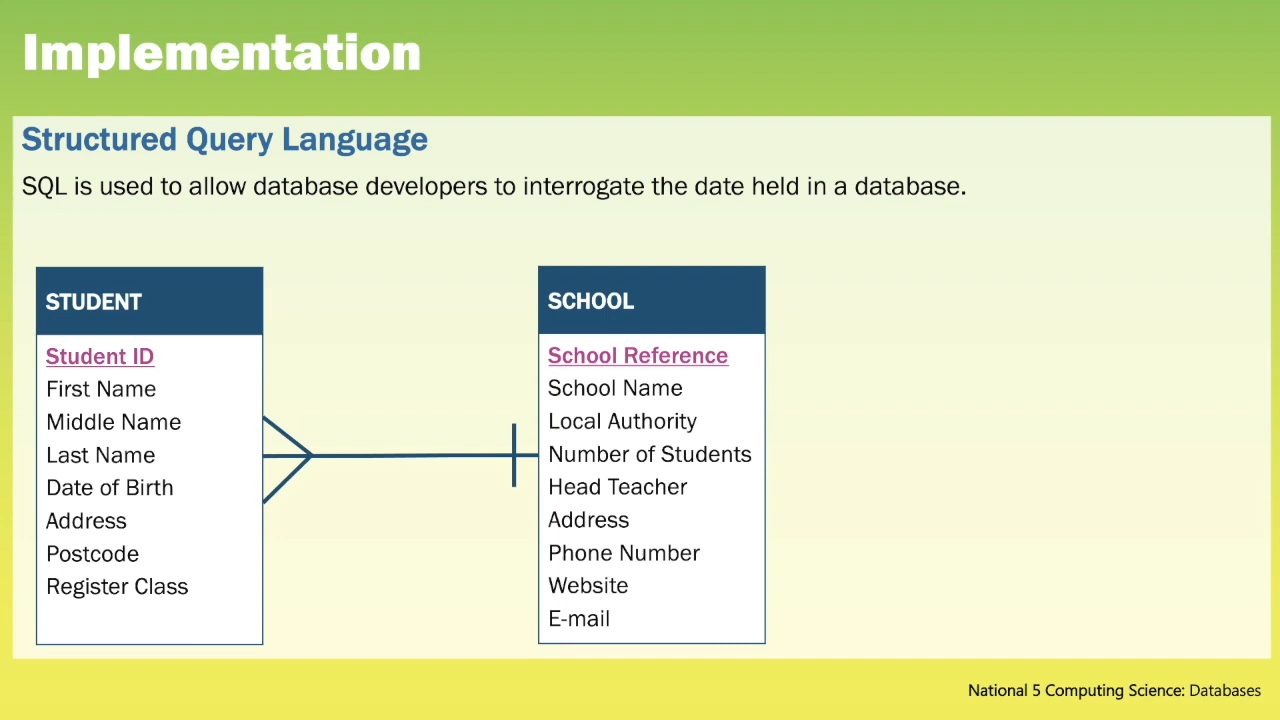 Implementation
Structured Query Language
SQL is used to allow database developers to interrogate the date held in a database.
STUDENT
Student ID
First Name
Middle Name
Last Name
Date of Birth
Address
Postcode
Register Class
SCHOOL
School Reference
School Name
Local Authority
Number of Students
Head Teacher
Address
Phone Number
Website
E-mail
National 5 Computing Science: Databases